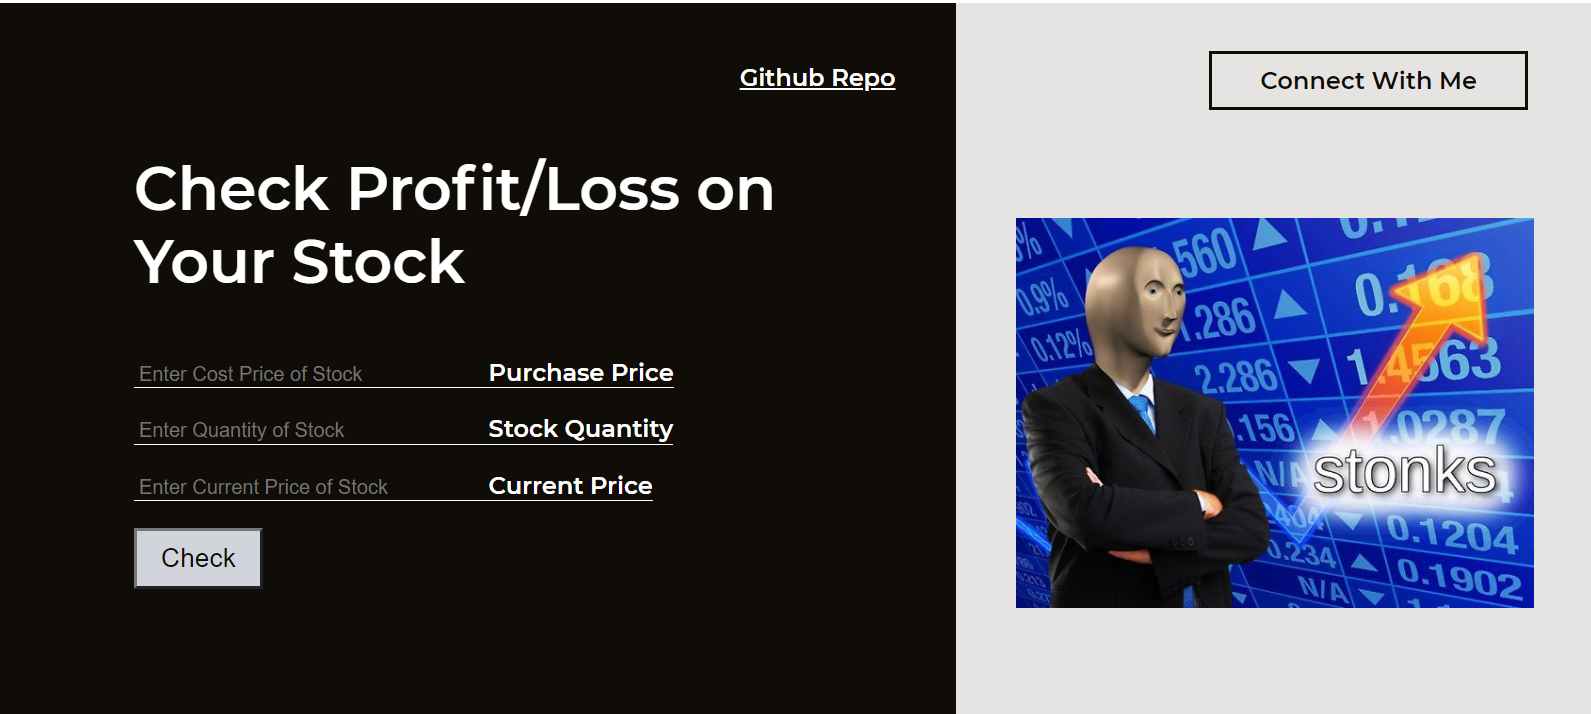 Github Repo
Connect With Me
Check Profit/Loss on
Your Stock
Enter Cost Price of Stock
Purchase Price
Enter Quantity of Stock
Stock Quantity
Enter Current Price of Stock
Current Price
Check
560
0.168
0.9%
1.286
0.12%
1.4563
2.286
.156
1.0287
N/A
stonks
0.1204
0.234
0.1902
N/A